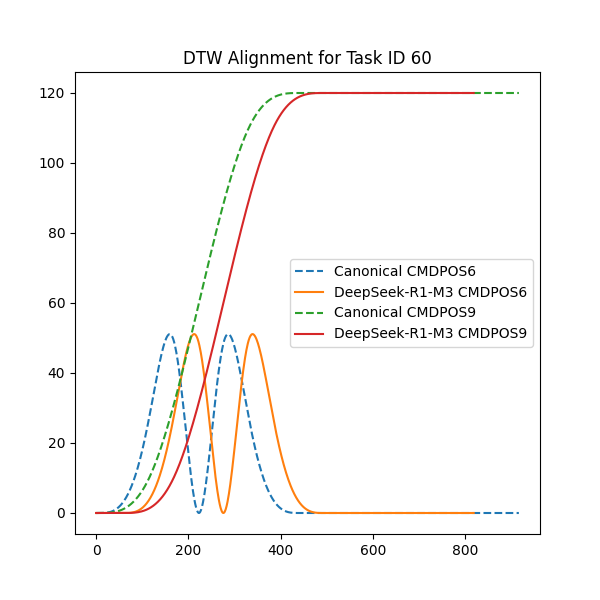 DTW Alignment for Task ID 60
120
100
80
60
40
20
0
Canonical CMDPOS6
DeepSeek-R1-M3 CMDPOS6
Canonical CMDPOS9
DeepSeek-R1-M3 CMDPOS9
0 200 400 600 800